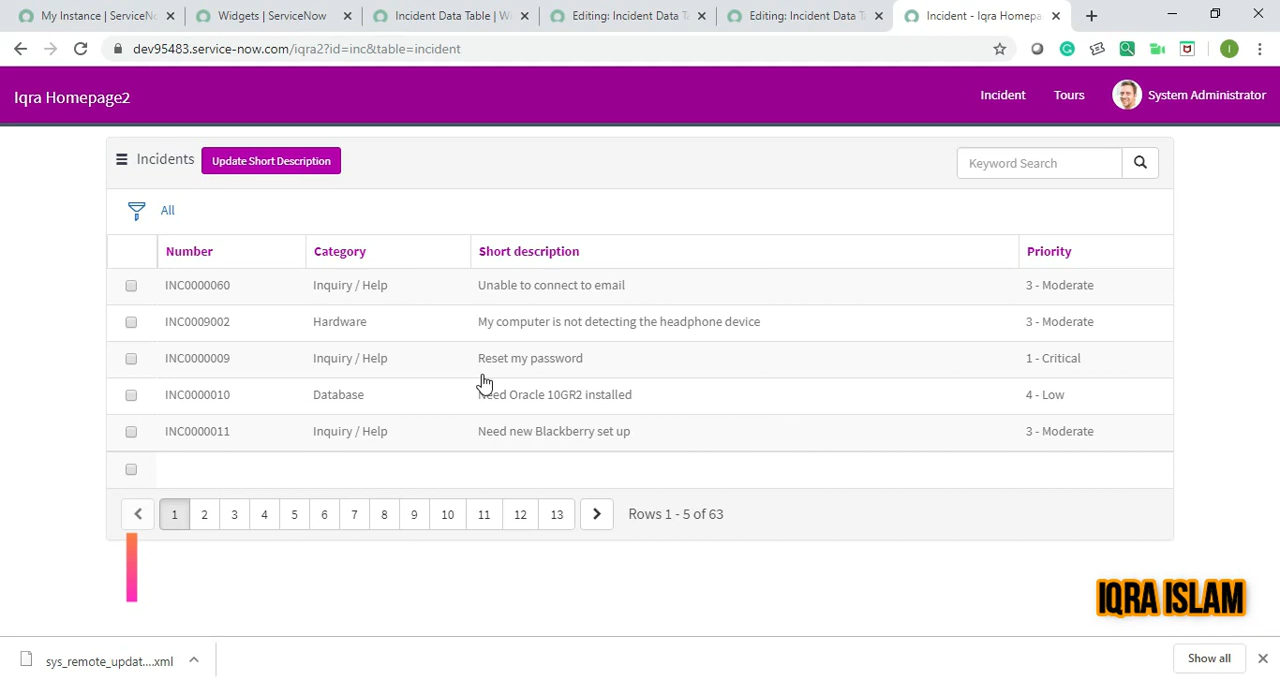 My Instance | ServiceN
Widgets | ServiceNow
Incident Data Table | W
Editing: Incident Data T
Editing: Incident Data T
Incident - Iqra Homepa
dev95483.service-now.com/iqra2?id=inc&table=incident
I
Iqra Homepage2
Incident
Tours
System Administrator
Incidents
Update Short Description
Keyword Search
All
Number Category Short description Priority
INC0000060 Inquiry / Help Unable to connect to email 3 - Moderate
INC0009002 Hardware My computer is not detecting the headphone device 3 - Moderate
INC0000009 Inquiry / Help Reset my password 1 - Critical
INC0000010 Database Need Oracle 10GR2 installed 4 - Low
INC0000011 Inquiry / Help Need new Blackberry set up 3 - Moderate
1 2 3 4 5 6 7 8 9 10 11 12 13 Rows 1 - 5 of 63
IQRA ISLAM
sys_remote_updat....xml
Show all